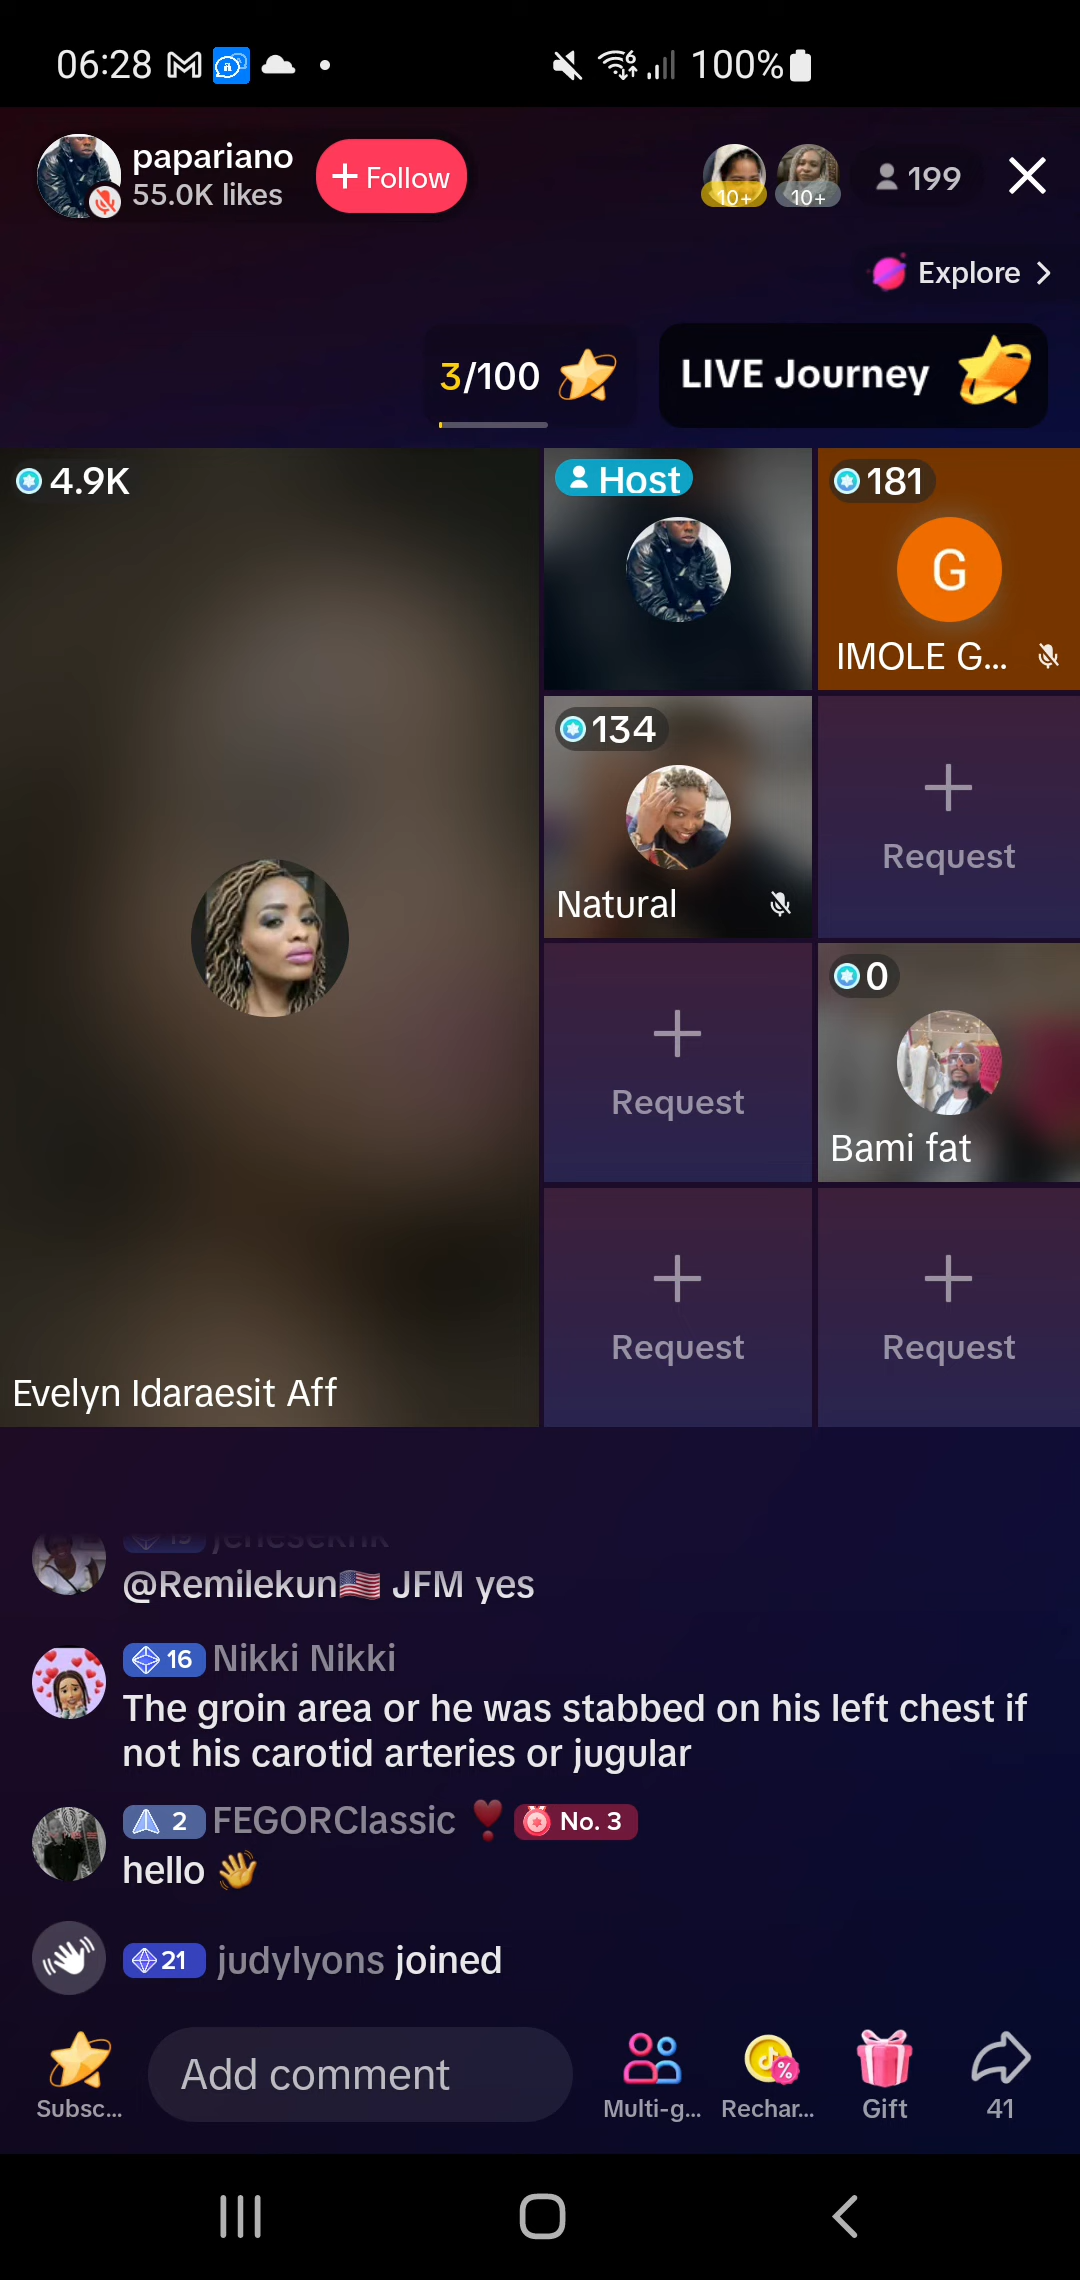 06:28
100%
papariano
55.0K likes
+ Follow
10+
10+
199
Explore
3/100
LIVE Journey
4.9K
Host
181
G
IMOLE G...
134
Natural
Request
Request
0
Bami fat
Request
Request
Evelyn Idaraesit Aff
@Remilekun🇺🇸 JFM yes
16 Nikki Nikki
The groin area or he was stabbed on his left chest if
not his carotid arteries or jugular
2 FEGORClassic ❣️ No. 3
hello 👋
21 judylyons joined
Subsc...
Add comment
Multi-g...
Rechar...
Gift
41